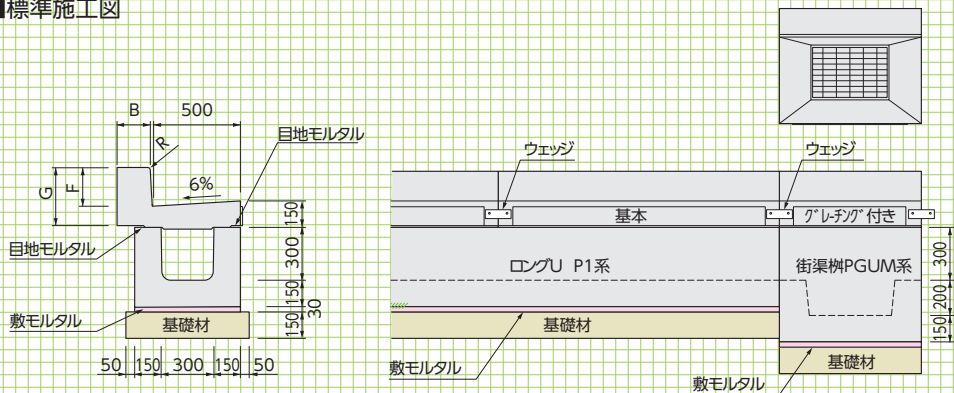 標準施工図
B
500
目地モルタル
R
G
F
6%
150
目地モルタル
300
150
30
敷モルタル
基礎材
150
50
150
300
150
50
ウェッジ
ウェッジ
基本
グレーチング付き
ロングU P1系
街渠桝PGUM系
300
200
150
基礎材
敷モルタル
基礎材
敷モルタル